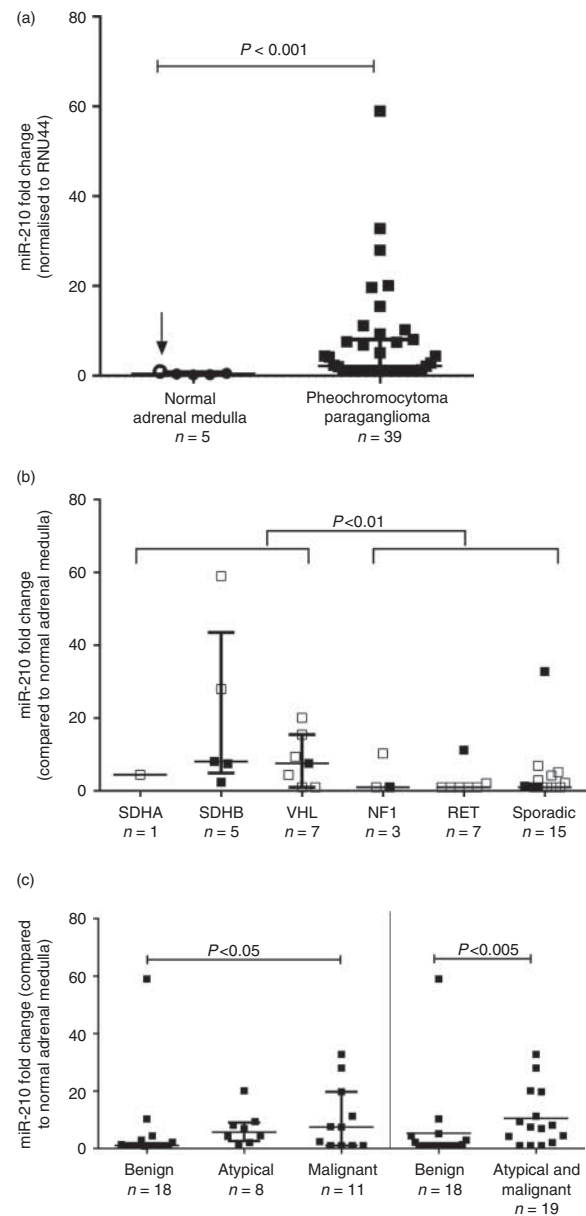 (a)
80
60
40
20
0
miR-210 fold change
(normalised to RNU44)
P < 0.001
Normal
adrenal medulla
n = 5
Pheochromocytoma
paraganglioma
n = 39
(b)
80
60
40
20
0
miR-210 fold change
(compared to normal adrenal medulla)
P<0.01
SDHA
n = 1
SDHB
n = 5
VHL
n = 7
NF1
n = 3
RET
n = 7
Sporadic
n = 15
(c)
80
60
40
20
0
miR-210 fold change (compared
to normal adrenal medulla)
P<0.05
Benign
n = 18
Atypical
n = 8
Malignant
n = 11
P<0.005
Benign
n = 18
Atypical and
malignant
n = 19